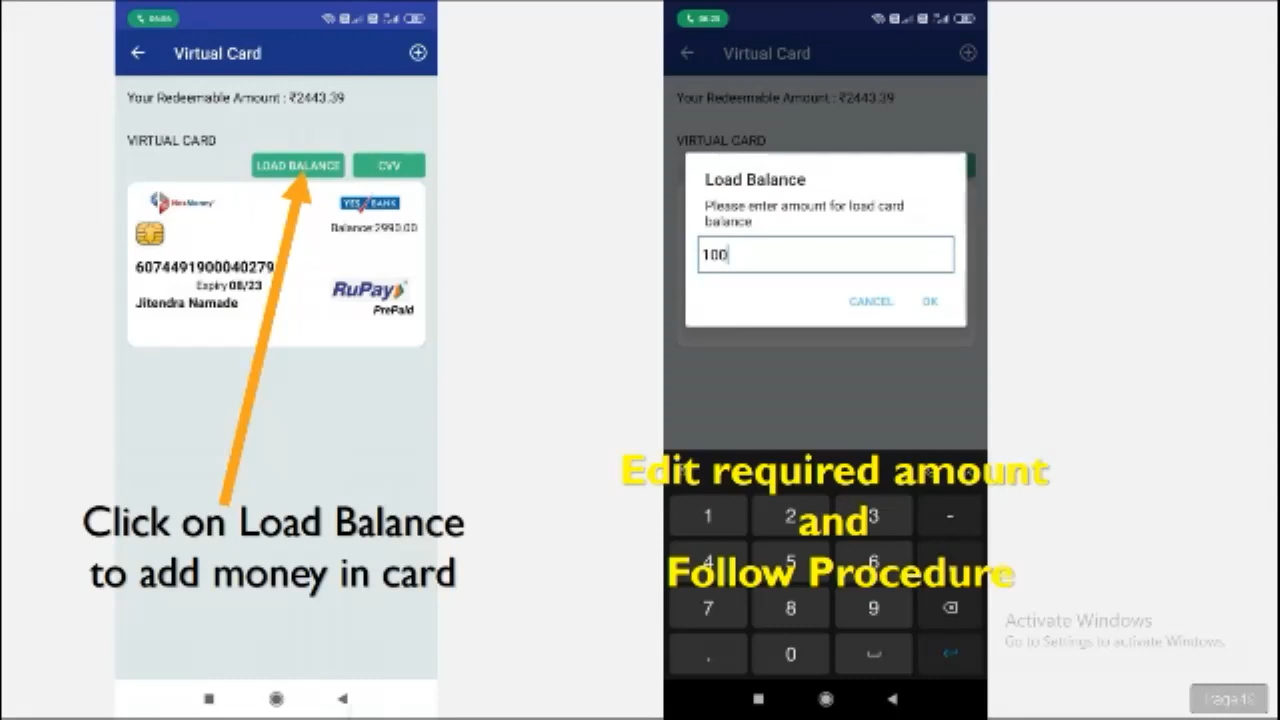 06:06
Virtual Card
Your Redeemable Amount : ₹2443.39
VIRTUAL CARD
LOAD BALANCE
CVV
NexMoney
YES BANK
Balance:2990.00
6074491900040279
Expiry 08/23
Jitendra Namade
RuPay
PrePaid
Click on Load Balance
to add money in card
Virtual Card
Your Redeemable Amount : ₹2443.39
VIRTUAL CARD
Load Balance
Please enter amount for load card
balance
100
CANCEL OK
Edit required amount
and
Follow Procedure
1 2 3 -
4 5 6
7 8 9
. 0
Activate Windows
Go to Settings to activate Windows.